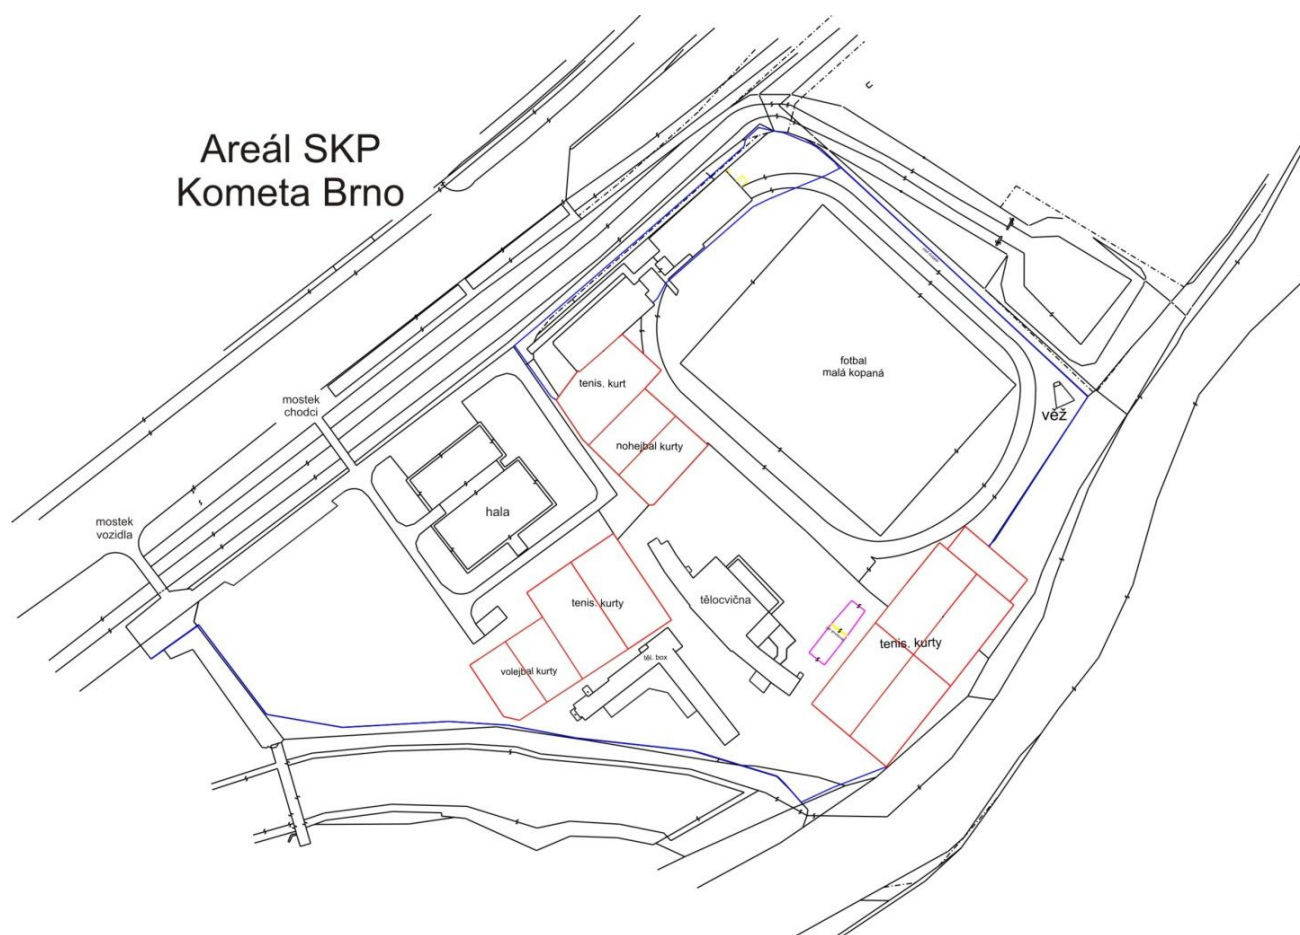 Areál SKP
Kometa Brno
fotbal
malá kopaná
tenis. kurt
mostek
chodci
věž
nohejbal kurty
hala
mostek
vozidla
tenis. kurty
tělocvična
tenis. kurty
těl. box
volejbal kurty